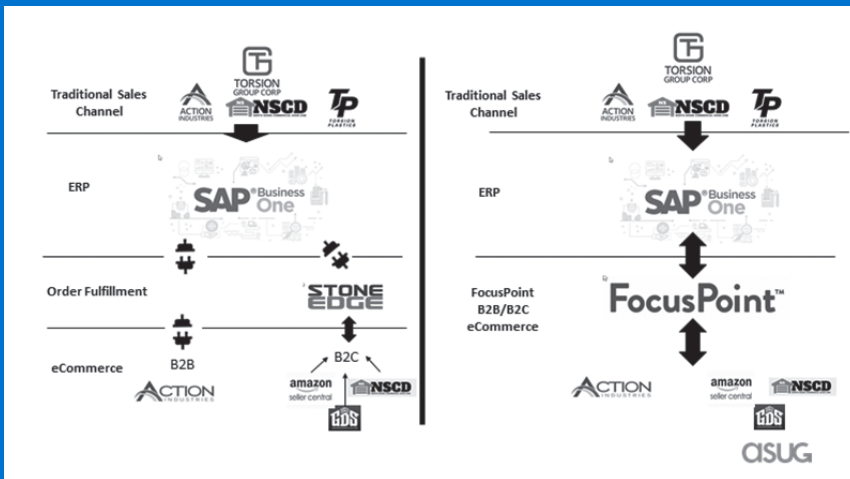 TORSION
GROUP CORP
Traditional Sales
Channel
ACTION
INDUSTRIES
NSCD
TP
TORSION
PLASTICS
ERP
SAP Business
One
Order Fulfillment
STONE
EDGE
eCommerce
B2B
B2C
ACTION
INDUSTRIES
amazon
seller central
NSCD
GDS
TORSION
GROUP CORP
Traditional Sales
Channel
ACTION
INDUSTRIES
NSCD
TP
TORSION
PLASTICS
ERP
SAP Business
One
FocusPoint
B2B/B2C
eCommerce
FocusPoint™
ACTION
INDUSTRIES
amazon
seller central
NSCD
GDS
asug